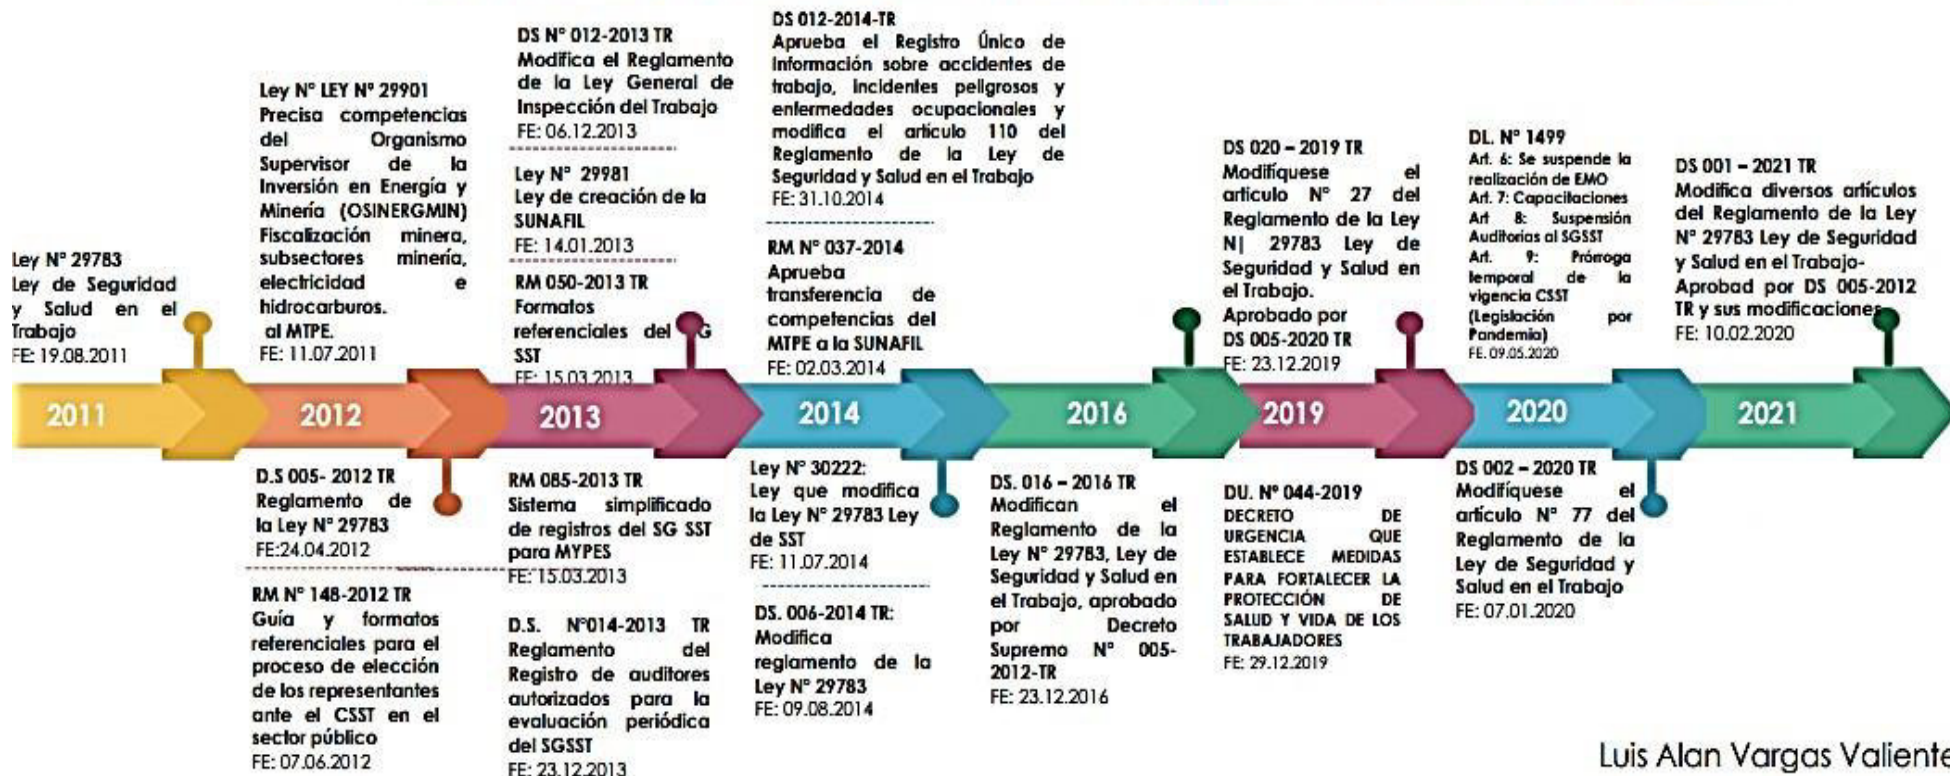 Ley N° 29783
Ley de Seguridad
y Salud en el
Trabajo
FE: 19.08.2011
2011
Ley N° LEY N° 29901
Precisa competencias
del Organismo
Supervisor de la
Inversión en Energía y
Minería (OSINERGMIN)
Fiscalización minera,
subsectores minería,
electricidad e
hidrocarburos.
al MTPE.
FE: 11.07.2011
2012
D.S 005- 2012 TR
Reglamento de
la Ley N° 29783
FE:24.04.2012
RM N° 148-2012 TR
Guía y formatos
referenciales para el
proceso de elección
de los representantes
ante el CSST en el
sector público
FE: 07.06.2012
DS N° 012-2013 TR
Modifica el Reglamento
de la Ley General de
Inspección del Trabajo
FE: 06.12.2013
Ley N° 29981
Ley de creación de la
SUNAFIL
FE: 14.01.2013
RM 050-2013 TR
Formatos
referenciales del G
SST
FE: 15.03.2013
2013
RM 085-2013 TR
Sistema simplificado
de registros del SG SST
para MYPES
FE: 15.03.2013
D.S. N°014-2013 TR
Reglamento del
Registro de auditores
autorizados para la
evaluación periódica
del SGSST
FE: 23.12.2013
DS 012-2014-TR
Aprueba el Registro Único de
Información sobre accidentes de
trabajo, incidentes peligrosos y
enfermedades ocupacionales y
modifica el artículo 110 del
Reglamento de la Ley de
Seguridad y Salud en el Trabajo
FE: 31.10.2014
RM N° 037-2014
Aprueba
transferencia de
competencias del
MTPE a la SUNAFIL
FE: 02.03.2014
2014
Ley N° 30222:
Ley que modifica
la Ley N° 29783 Ley
de SST
FE: 11.07.2014
DS. 006-2014 TR:
Modifica
reglamento de la
Ley N° 29783
FE: 09.08.2014
2016
DS. 016 – 2016 TR
Modifican el
Reglamento de la
Ley N° 29783, Ley de
Seguridad y Salud en
el Trabajo, aprobado
por Decreto
Supremo N° 005-
2012-TR
FE: 23.12.2016
DS 020 – 2019 TR
Modifíquese el
artículo N° 27 del
Reglamento de la Ley
N| 29783 Ley de
Seguridad y Salud en
el Trabajo.
Aprobado por
DS 005-2020 TR
FE: 23.12.2019
2019
DU. N° 044-2019
DECRETO DE
URGENCIA QUE
ESTABLECE MEDIDAS
PARA FORTALECER LA
PROTECCIÓN DE
SALUD Y VIDA DE LOS
TRABAJADORES
FE: 29.12.2019
DL. N° 1499
Art. 6: Se suspende la
realización de EMO
Art. 7: Capacitaciones
Art 8: Suspensión
Auditorias al SGSST
Art. 9: Prórroga
temporal de la
vigencia CSST
(Legislación por
Pandemia)
FE. 09.05.2020
2020
DS 002 – 2020 TR
Modifíquese el
artículo N° 77 del
Reglamento de la
Ley de Seguridad y
Salud en el Trabajo
FE: 07.01.2020
DS 001 – 2021 TR
Modifica diversos artículos
del Reglamento de la Ley
N° 29783 Ley de Seguridad
y Salud en el Trabajo-
Aprobad por DS 005-2012
TR y sus modificaciones
FE: 10.02.2020
2021
Luis Alan Vargas Valiente